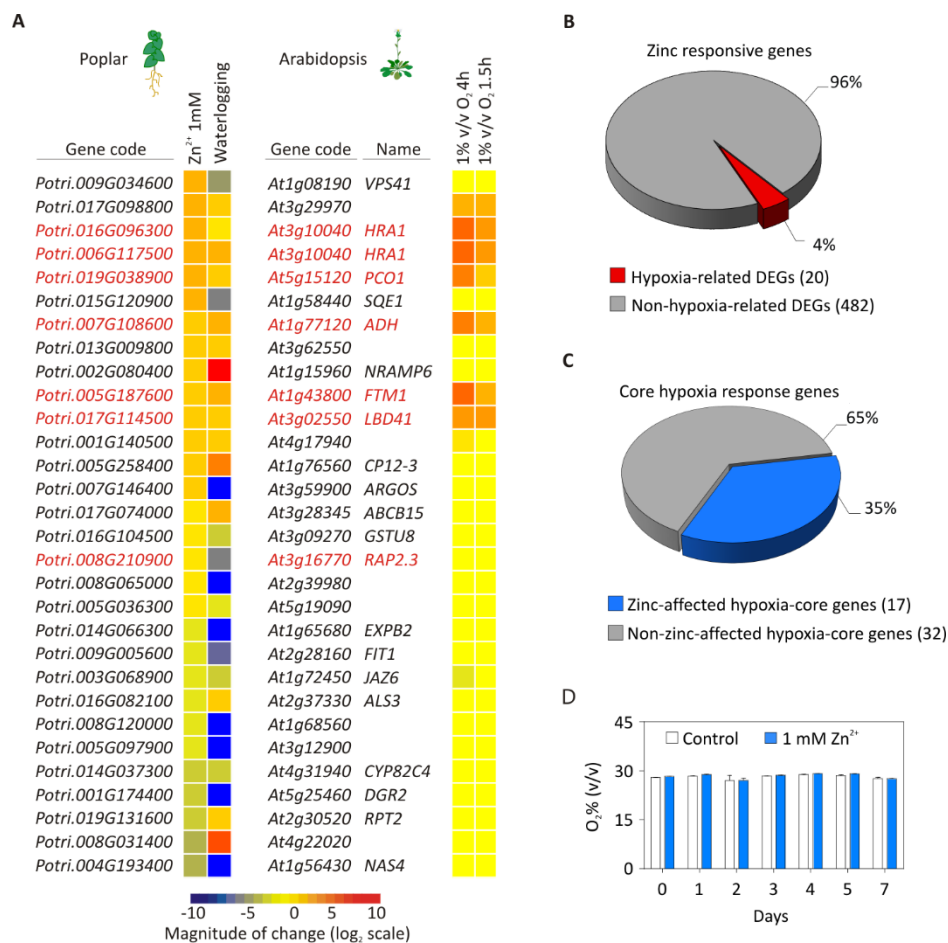 A
Poplar
Arabidopsis
Zn²⁺ 1mM
Waterlogging
1% v/v O₂ 4h
1% v/v O₂ 1.5h
Gene code
Gene code Name
Potri.009G034600 At1g08190 VPS41
Potri.017G098800 At3g29970
Potri.016G096300 At3g10040 HRA1
Potri.006G117500 At3g10040 HRA1
Potri.019G038900 At5g15120 PCO1
Potri.015G120900 At1g58440 SQE1
Potri.007G108600 At1g77120 ADH
Potri.013G009800 At3g62550
Potri.002G080400 At1g15960 NRAMP6
Potri.005G187600 At1g43800 FTM1
Potri.017G114500 At3g02550 LBD41
Potri.001G140500 At4g17940
Potri.005G258400 At1g76560 CP12-3
Potri.007G146400 At3g59900 ARGOS
Potri.017G074000 At3g28345 ABCB15
Potri.016G104500 At3g09270 GSTU8
Potri.008G210900 At3g16770 RAP2.3
Potri.008G065000 At2g39980
Potri.005G036300 At5g19090
Potri.014G066300 At1g65680 EXPB2
Potri.009G005600 At2g28160 FIT1
Potri.003G068900 At1g72450 JAZ6
Potri.016G082100 At2g37330 ALS3
Potri.008G120000 At1g68560
Potri.005G097900 At3g12900
Potri.014G037300 At4g31940 CYP82C4
Potri.001G174400 At5g25460 DGR2
Potri.019G131600 At2g30520 RPT2
Potri.008G031400 At4g22020
Potri.004G193400 At1g56430 NAS4
-10 -5 0 5 10
Magnitude of change (log₂ scale)
B
Zinc responsive genes
96%
4%
Hypoxia-related DEGs (20)
Non-hypoxia-related DEGs (482)
C
Core hypoxia response genes
65%
35%
Zinc-affected hypoxia-core genes (17)
Non-zinc-affected hypoxia-core genes (32)
D
45
30
15
0
O₂% (v/v)
Control 1 mM Zn²⁺
0 1 2 3 4 5 7
Days